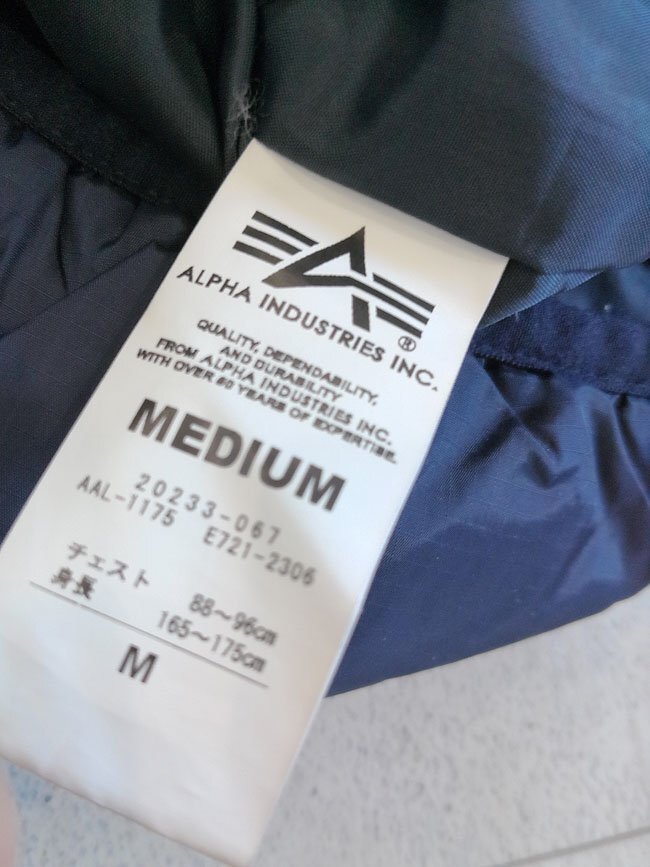 ALPHA INDUSTRIES INC.®
QUALITY, DEPENDABILITY,
AND DURABILITY
FROM ALPHA INDUSTRIES INC.
WITH OVER 60 YEARS OF EXPERTISE.
MEDIUM
20233-067
AAL-1175 E721-2306
チェスト 88～96cm
身長 165～175cm
M